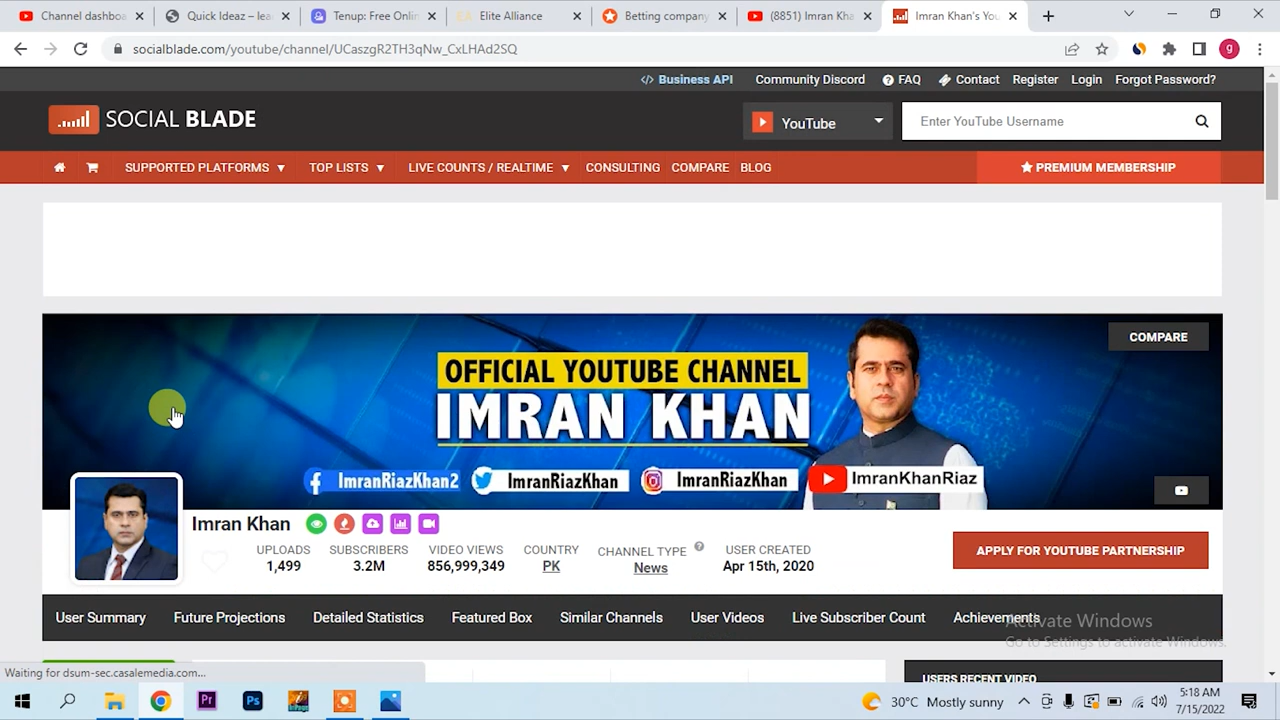 Channel dashboa
Click Ideaz – lea
Tenup: Free Onlin
Elite Alliance
Betting company
(8851) Imran Kha
Imran Khan's You
socialblade.com/youtube/channel/UCaszgR2TH3qNw_CxLHAd2SQ
g
</> Business API
Community Discord
FAQ
Contact
Register
Login
Forgot Password?
SOCIAL BLADE
YouTube
Enter YouTube Username
SUPPORTED PLATFORMS
TOP LISTS
LIVE COUNTS / REALTIME
CONSULTING
COMPARE
BLOG
PREMIUM MEMBERSHIP
COMPARE
OFFICIAL YOUTUBE CHANNEL
IMRAN KHAN
ImranRiazKhan2
ImranRiazKhan
ImranRiazKhan
ImranKhanRiaz
Imran Khan
UPLOADS
1,499
SUBSCRIBERS
3.2M
VIDEO VIEWS
856,999,349
COUNTRY
PK
CHANNEL TYPE
News
USER CREATED
Apr 15th, 2020
APPLY FOR YOUTUBE PARTNERSHIP
User Summary
Future Projections
Detailed Statistics
Featured Box
Similar Channels
User Videos
Live Subscriber Count
Achievements
Activate Windows
Go to Settings to activate Windows.
Waiting for dsum-sec.casalemedia.com...
USERS RECENT VIDEO
Pr
Ps
30°C Mostly sunny
5:18 AM
7/15/2022